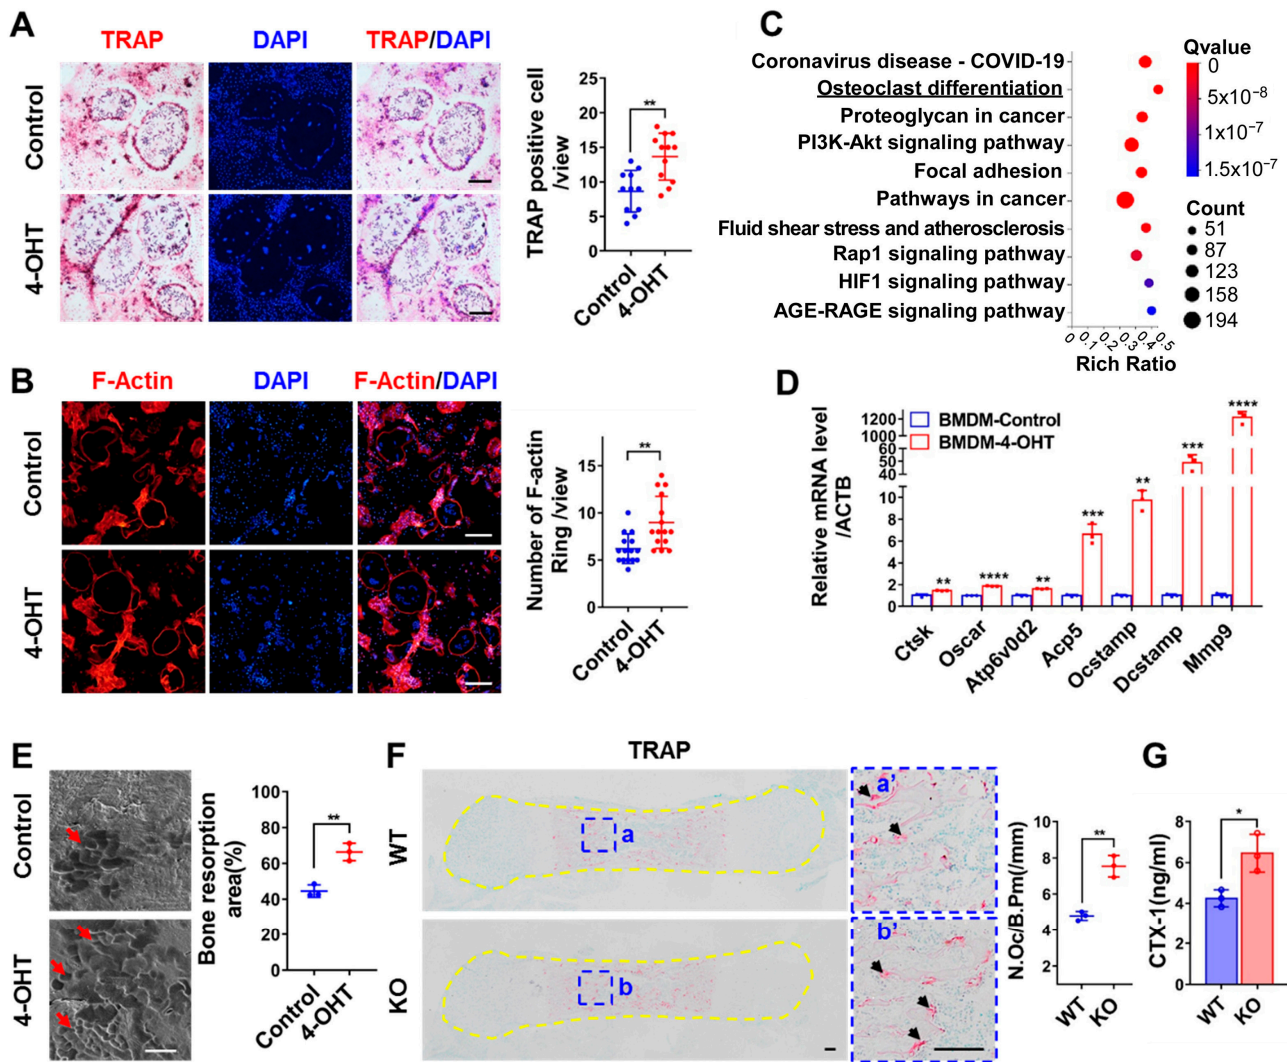 A
TRAP
DAPI
TRAP/DAPI
Control
4-OHT
TRAP positive cell
/view
25
20
15
10
5
0
**
Control
4-OHT
B
F-Actin
DAPI
F-Actin/DAPI
Control
4-OHT
Number of F-actin
Ring /view
15
10
5
0
**
Control
4-OHT
C
Coronavirus disease - COVID-19
Osteoclast differentiation
Proteoglycan in cancer
PI3K-Akt signaling pathway
Focal adhesion
Pathways in cancer
Fluid shear stress and atherosclerosis
Rap1 signaling pathway
HIF1 signaling pathway
AGE-RAGE signaling pathway
0 0.1 0.2 0.3 0.4 0.5
Rich Ratio
Qvalue
0
5x10⁻⁸
1x10⁻⁷
1.5x10⁻⁷
Count
51
87
123
158
194
D
Relative mRNA level
/ACTB
1200
1000
60
50
40
10
8
6
4
2
0
BMDM-Control
BMDM-4-OHT
** **** ** *** ** *** ****
Ctsk Oscar Atp6v0d2 Acp5 Ocstamp Dcstamp Mmp9
E
Control
4-OHT
Bone resorption
area(%)
100
80
60
40
20
0
**
Control
4-OHT
F
TRAP
WT
KO
a
b
a'
b'
N.Oc/B.Pm(/mm)
10
8
6
4
2
**
WT KO
G
CTX-1(ng/ml)
8
6
4
2
0
*
WT KO